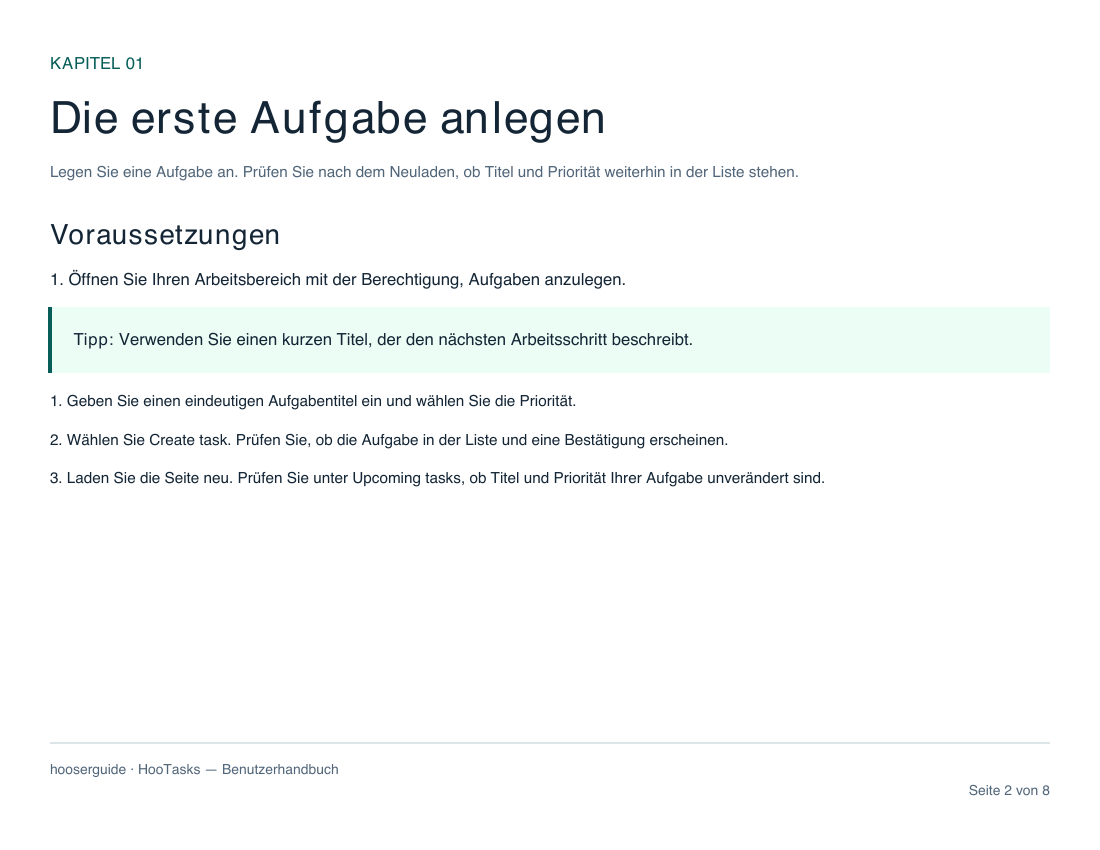 KAPITEL 01
Die erste Aufgabe anlegen
Legen Sie eine Aufgabe an. Prüfen Sie nach dem Neuladen, ob Titel und Priorität weiterhin in der Liste stehen.
Voraussetzungen
1. Öffnen Sie Ihren Arbeitsbereich mit der Berechtigung, Aufgaben anzulegen.
Tipp: Verwenden Sie einen kurzen Titel, der den nächsten Arbeitsschritt beschreibt.
1. Geben Sie einen eindeutigen Aufgabentitel ein und wählen Sie die Priorität.
2. Wählen Sie Create task. Prüfen Sie, ob die Aufgabe in der Liste und eine Bestätigung erscheinen.
3. Laden Sie die Seite neu. Prüfen Sie unter Upcoming tasks, ob Titel und Priorität Ihrer Aufgabe unverändert sind.
hooserguide · HooTasks — Benutzerhandbuch
Seite 2 von 8